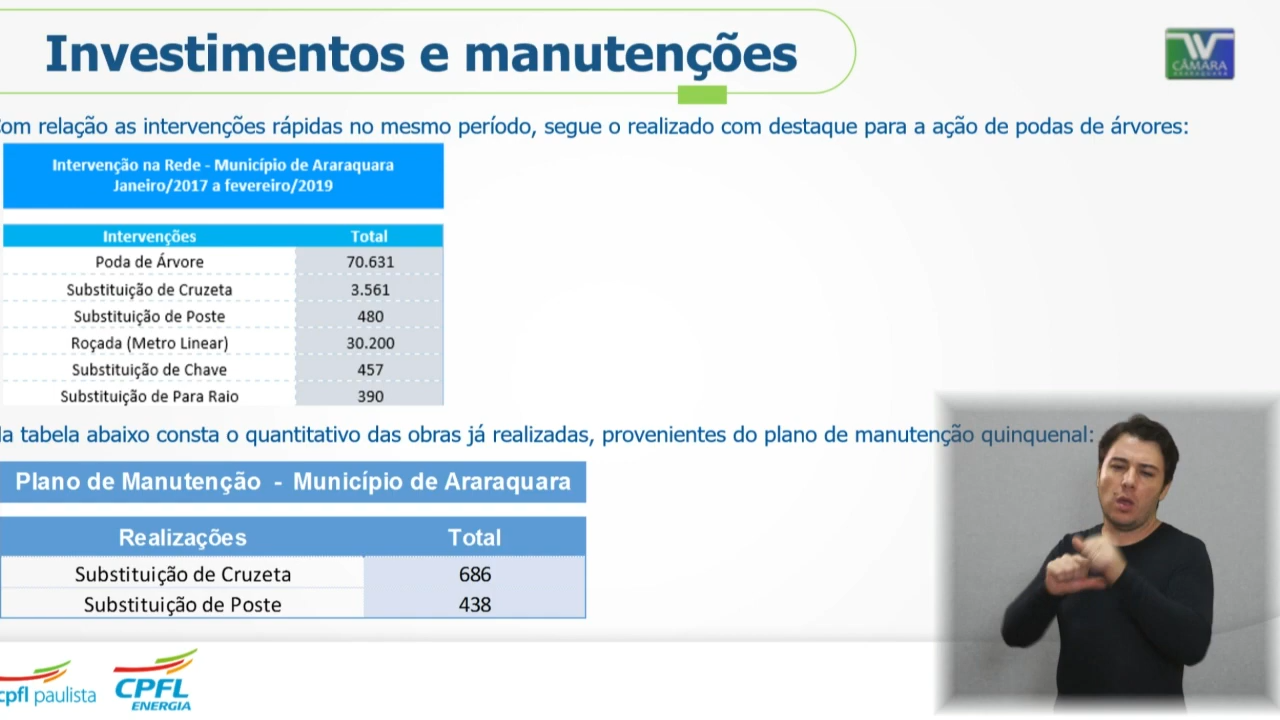 Investimentos e manutenções
W
CÂMARA
ARARAQUARA
om relação as intervenções rápidas no mesmo período, segue o realizado com destaque para a ação de podas de árvores:
Intervenção na Rede - Município de Araraquara
Janeiro/2017 a fevereiro/2019
Intervenções Total
Poda de Árvore 70.631
Substituição de Cruzeta 3.561
Substituição de Poste 480
Roçada (Metro Linear) 30.200
Substituição de Chave 457
Substituição de Para Raio 390
a tabela abaixo consta o quantitativo das obras já realizadas, provenientes do plano de manutenção quinquenal:
Plano de Manutenção - Município de Araraquara
Realizações Total
Substituição de Cruzeta 686
Substituição de Poste 438
cpfl paulista
CPFL
ENERGIA